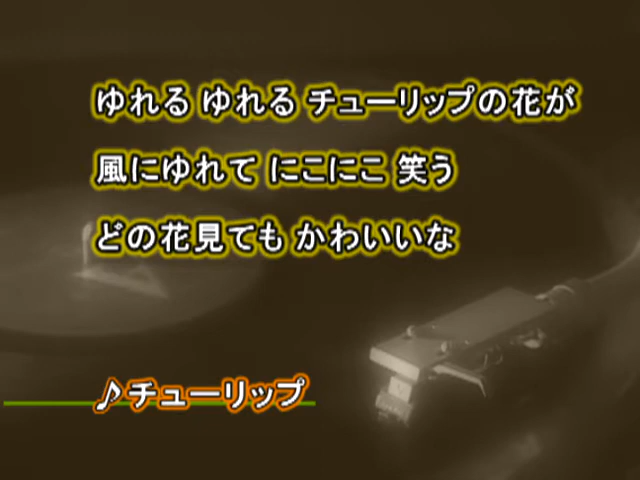 ゆれる ゆれる チューリップの花が
風にゆれて にこにこ 笑う
どの花見ても かわいいな
♪チューリップ